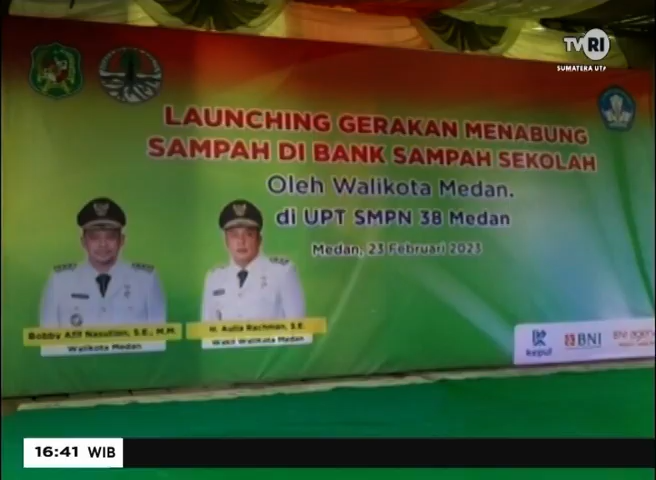 TVRI
SUMATERA UTARA
LAUNCHING GERAKAN MENABUNG
SAMPAH DI BANK SAMPAH SEKOLAH
Oleh Walikota Medan.
di UPT SMPN 38 Medan
Medan, 23 Februari 2023
Bobby Afif Nasution, S.E., M.M.
Walikota Medan
H. Aulia Rachman, S.E.
Wakil Walikota Medan
kepul
BNI
16:41 WIB